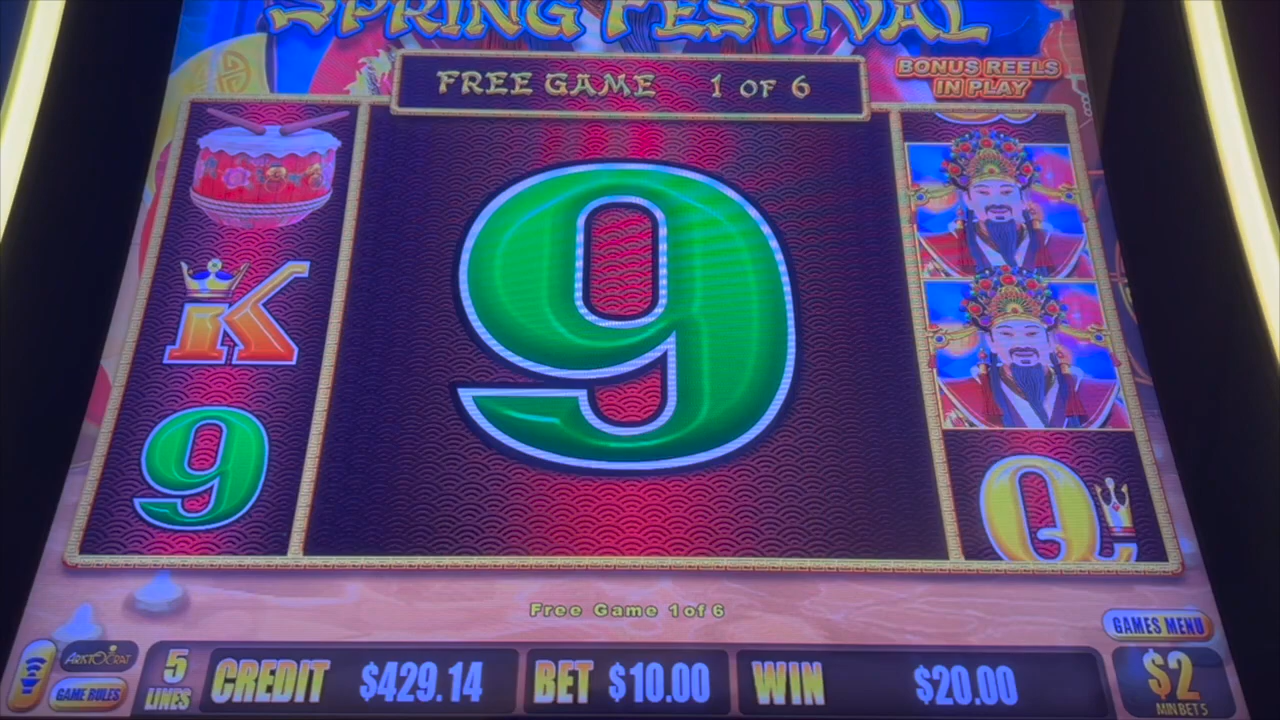 SPRING FESTIVAL
FREE GAME 1 OF 6
BONUS REELS
IN PLAY
K
9
9
Q
Free Game 1 of 6
GAMES MENU
ARISTOCRAT
GAME RULES
5
LINES
CREDIT $429.14
BET $10.00
WIN $20.00
$2
MIN BET 5